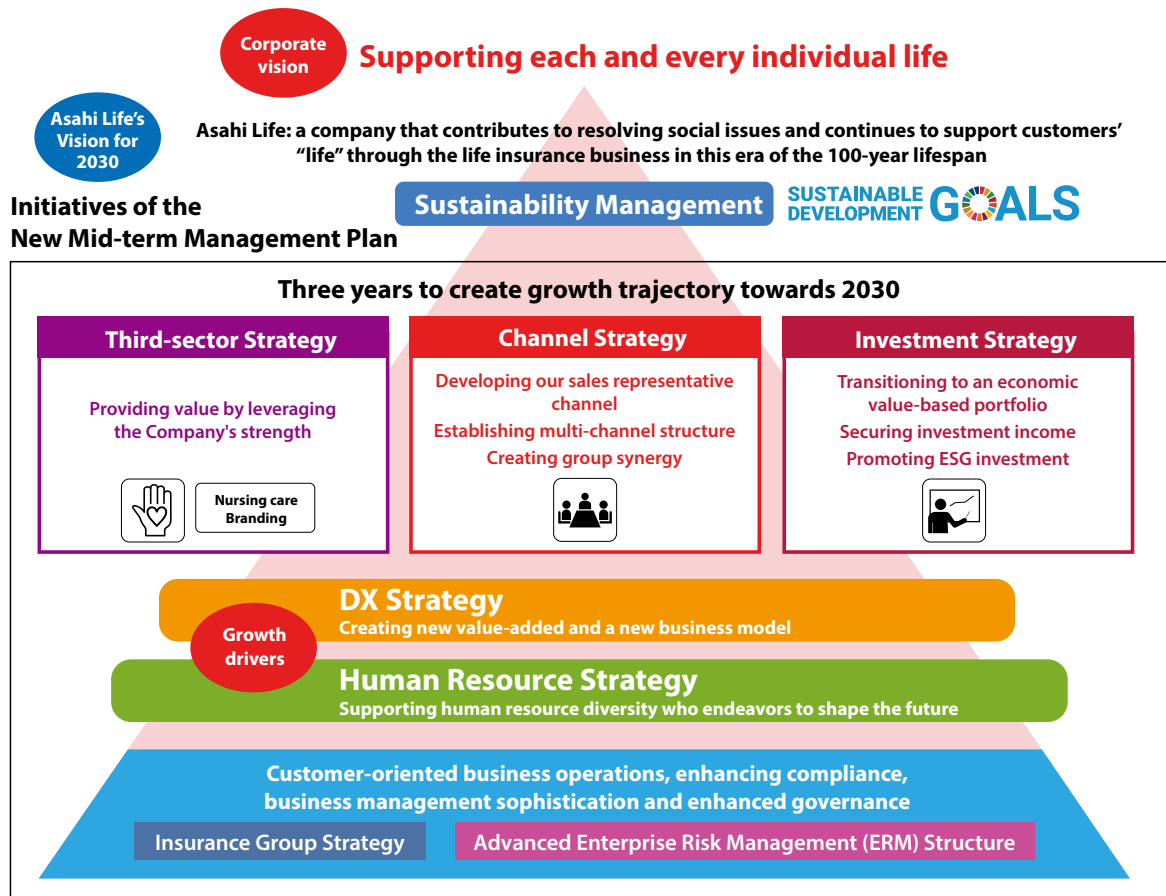 Corporate
vision
Supporting each and every individual life
Asahi Life's
Vision for
2030
Asahi Life: a company that contributes to resolving social issues and continues to support customers'
“life” through the life insurance business in this era of the 100-year lifespan
Sustainability Management
SUSTAINABLE
DEVELOPMENT
GOALS
Initiatives of the
New Mid-term Management Plan
Three years to create growth trajectory towards 2030
Third-sector Strategy
Providing value by leveraging
the Company's strength
Nursing care
Branding
Channel Strategy
Developing our sales representative
channel
Establishing multi-channel structure
Creating group synergy
Investment Strategy
Transitioning to an economic
value-based portfolio
Securing investment income
Promoting ESG investment
Growth
drivers
DX Strategy
Creating new value-added and a new business model
Human Resource Strategy
Supporting human resource diversity who endeavors to shape the future
Customer-oriented business operations, enhancing compliance,
business management sophistication and enhanced governance
Insurance Group Strategy
Advanced Enterprise Risk Management (ERM) Structure